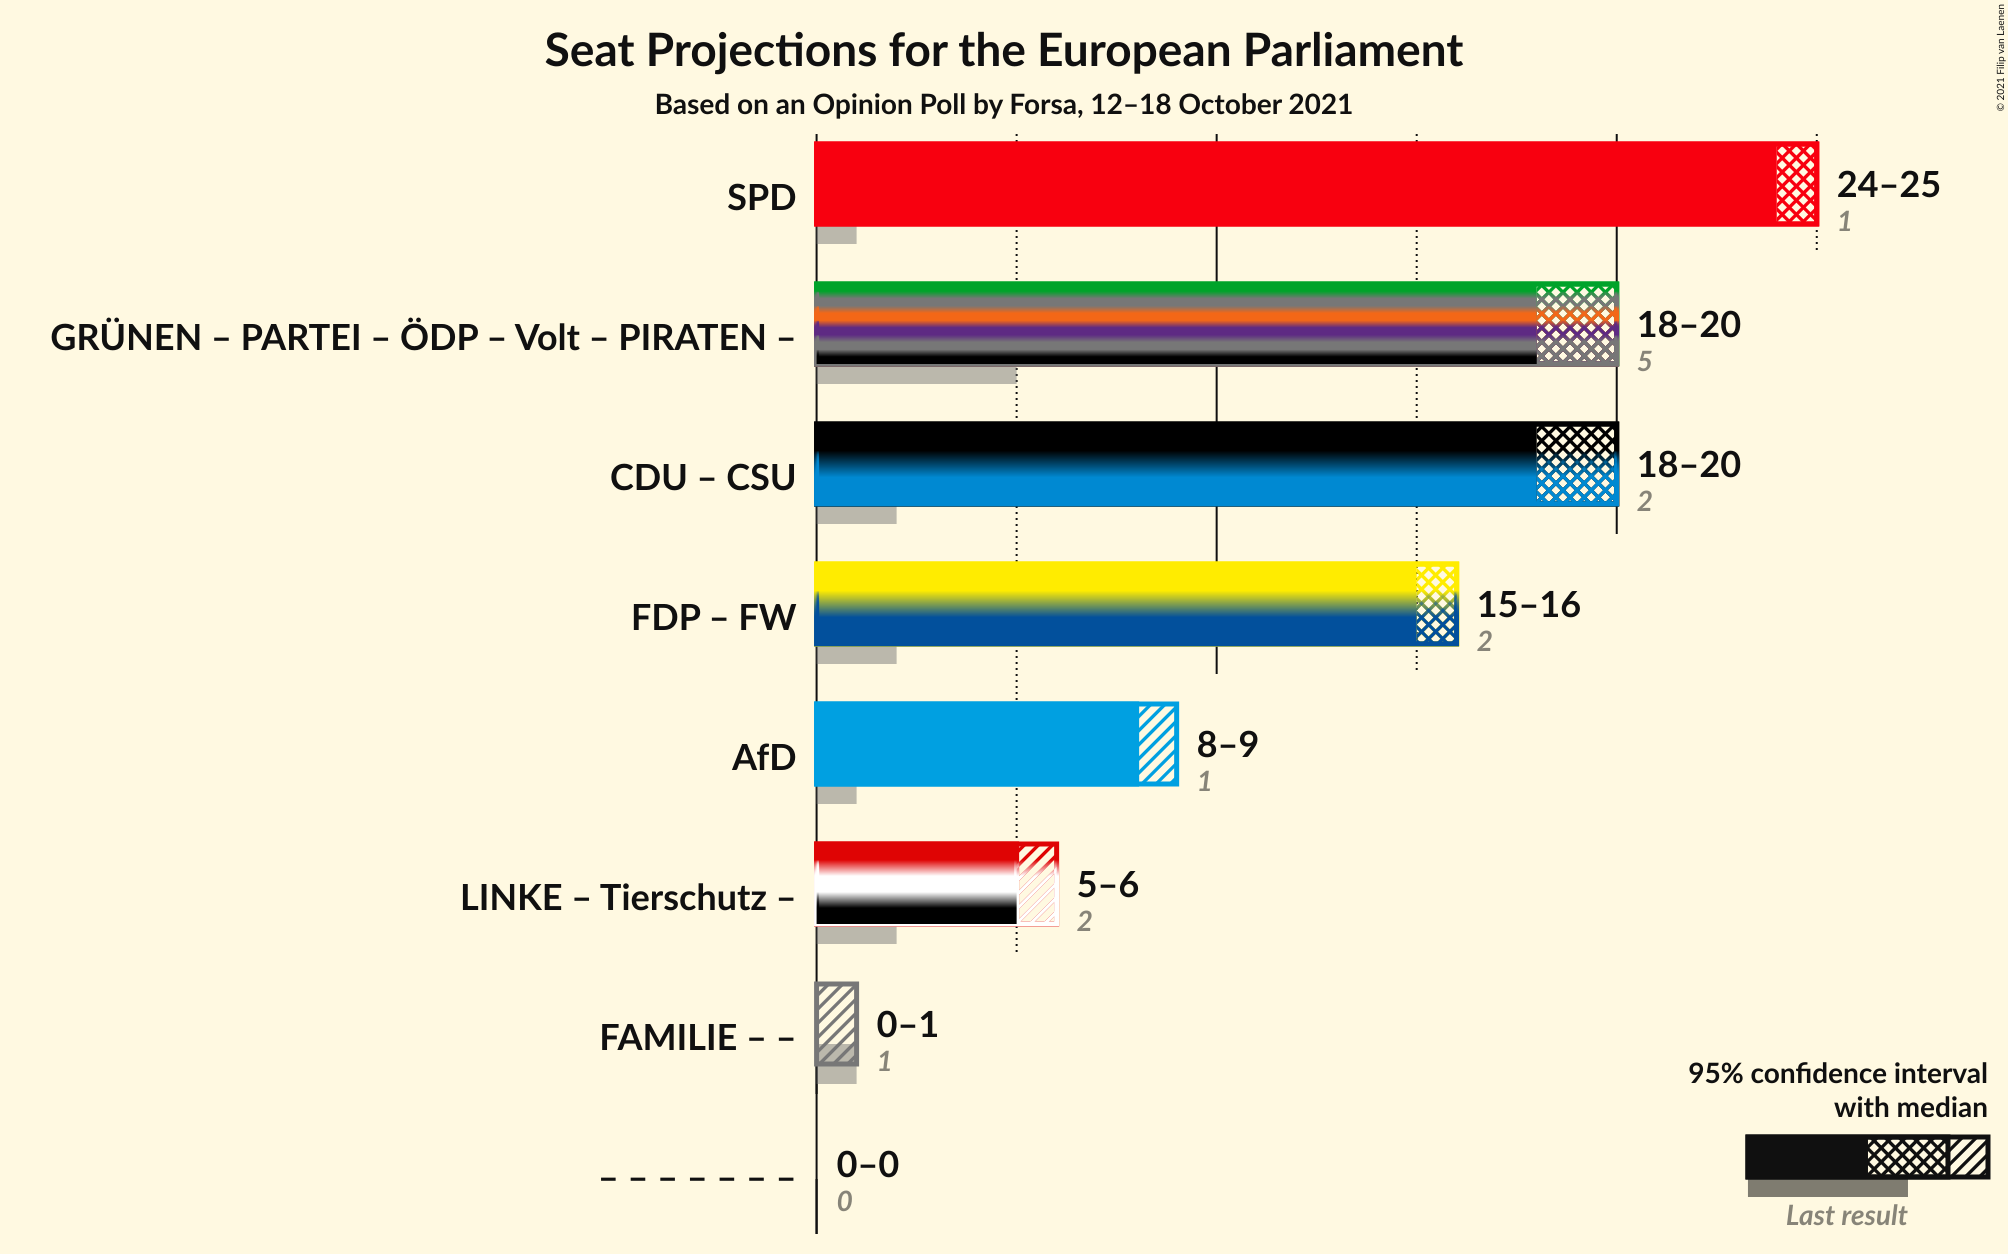 Seat Projections for the European Parliament
Based on an Opinion Poll by Forsa, 12–18 October 2021
© 2021 Filip van Laenen
SPD
24–25
1
GRÜNEN – PARTEI – ÖDP – Volt – PIRATEN –
18–20
5
CDU – CSU
18–20
2
FDP – FW
15–16
2
AfD
8–9
1
LINKE – Tierschutz –
5–6
2
FAMILIE – –
0–1
1
– – – – – – –
0–0
0
95% confidence interval
with median
Last result